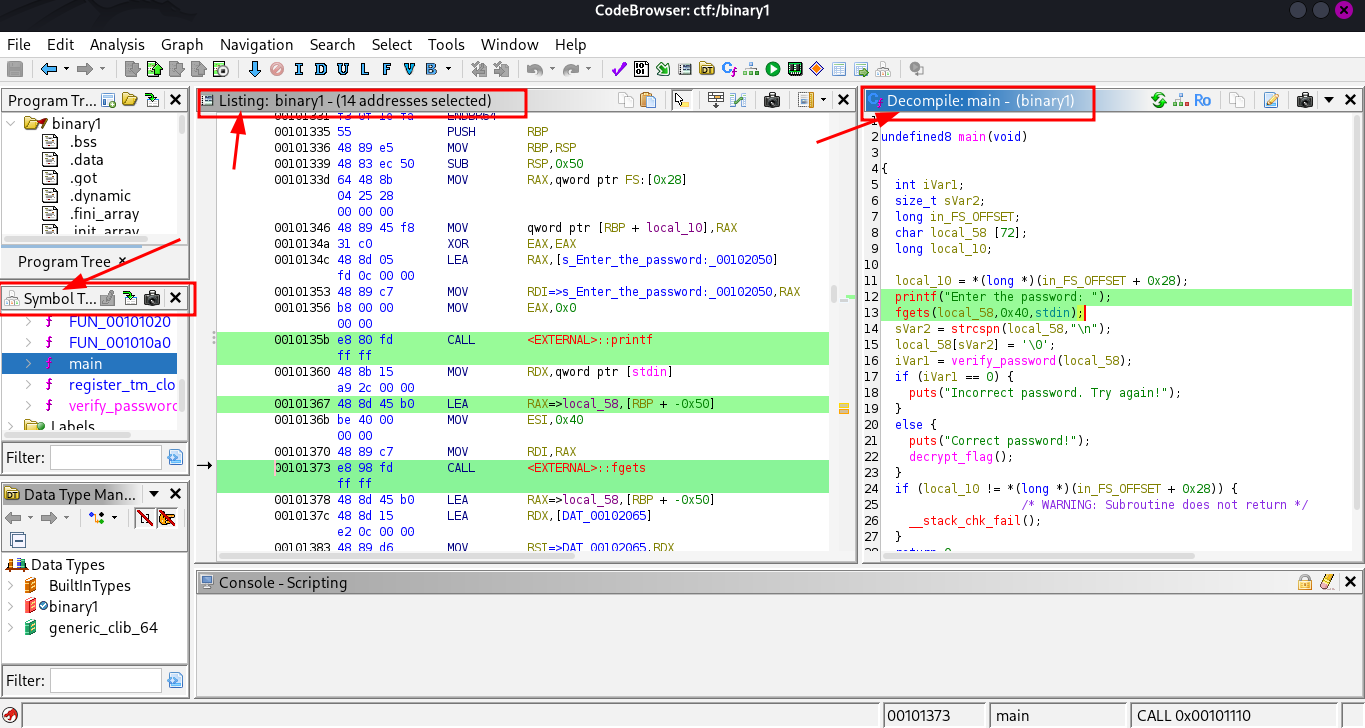 CodeBrowser: ctf:/binary1
File Edit Analysis Graph Navigation Search Select Tools Window Help
I D U L F V B
Program Tr...
binary1
.bss
.data
.got
.dynamic
.fini_array
.init_array
Program Tree
Symbol T...
FUN_00101020
FUN_001010a0
main
register_tm_clo
verify_password
Labels
Filter:
Data Type Man...
Data Types
BuiltInTypes
binary1
generic_clib_64
Filter:
Listing: binary1 - (14 addresses selected)
00101331 f3 0f 1e fa ENDBR64
00101335 55 PUSH RBP
00101336 48 89 e5 MOV RBP,RSP
00101339 48 83 ec 50 SUB RSP,0x50
0010133d 64 48 8b MOV RAX,qword ptr FS:[0x28]
04 25 28
00 00 00
00101346 48 89 45 f8 MOV qword ptr [RBP + local_10],RAX
0010134a 31 c0 XOR EAX,EAX
0010134c 48 8d 05 LEA RAX,[s_Enter_the_password:_00102050]
fd 0c 00 00
00101353 48 89 c7 MOV RDI=>s_Enter_the_password:_00102050,RAX
00101356 b8 00 00 MOV EAX,0x0
00 00
0010135b e8 80 fd CALL <EXTERNAL>::printf
ff ff
00101360 48 8b 15 MOV RDX,qword ptr [stdin]
a9 2c 00 00
00101367 48 8d 45 b0 LEA RAX=>local_58,[RBP + -0x50]
0010136b be 40 00 MOV ESI,0x40
00 00
00101370 48 89 c7 MOV RDI,RAX
00101373 e8 98 fd CALL <EXTERNAL>::fgets
ff ff
00101378 48 8d 45 b0 LEA RAX=>local_58,[RBP + -0x50]
0010137c 48 8d 15 LEA RDX,[DAT_00102065]
e2 0c 00 00
00101383 48 89 d6 MOV RSI=>DAT_00102065,RDX
Decompile: main - (binary1)
Ro
1
2 undefined8 main(void)
3
4 {
5 int iVar1;
6 size_t sVar2;
7 long in_FS_OFFSET;
8 char local_58 [72];
9 long local_10;
10
11 local_10 = *(long *)(in_FS_OFFSET + 0x28);
12 printf("Enter the password: ");
13 fgets(local_58,0x40,stdin);
14 sVar2 = strcspn(local_58,"\n");
15 local_58[sVar2] = '\0';
16 iVar1 = verify_password(local_58);
17 if (iVar1 == 0) {
18 puts("Incorrect password. Try again!");
19 }
20 else {
21 puts("Correct password!");
22 decrypt_flag();
23 }
24 if (local_10 != *(long *)(in_FS_OFFSET + 0x28)) {
25 /* WARNING: Subroutine does not return */
26 __stack_chk_fail();
27 }
28 return 0
Console - Scripting
00101373 main CALL 0x00101110